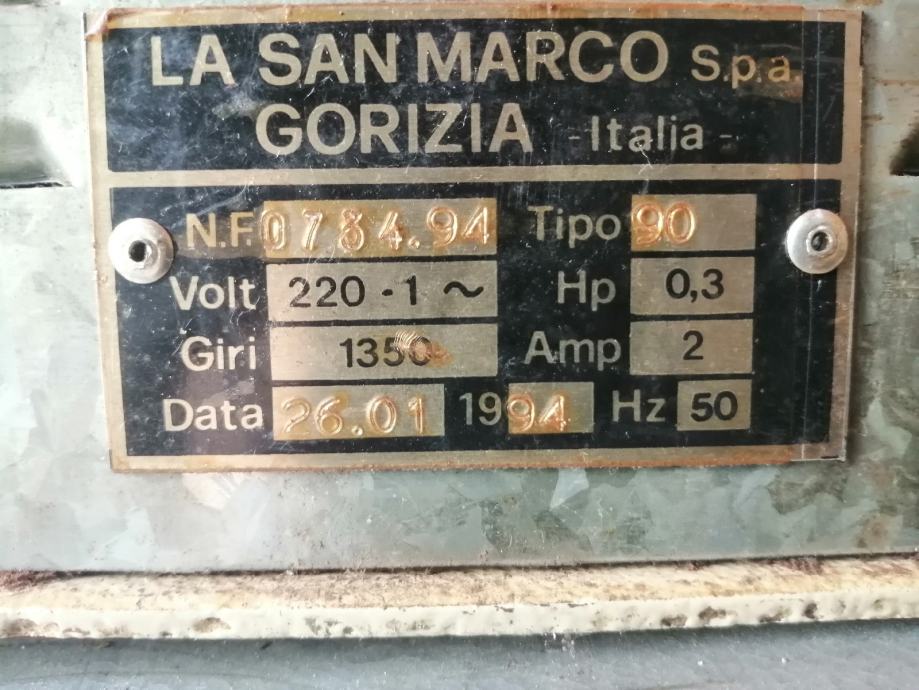 LA SAN MARCO S.p.a.
GORIZIA -Italia-
N.F. 0784.94 Tipo 90
Volt 220 - 1 ~ Hp 0,3
Giri 1350 Amp 2
Data 26.01 1994 Hz 50